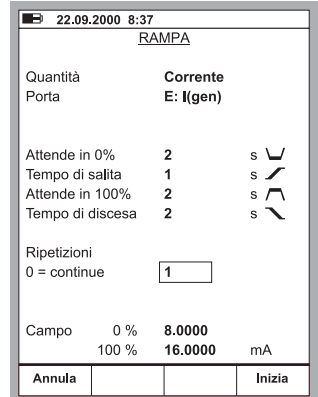 22.09.2000 8:37
RAMPA
Quantità Corrente
Porta E: I(gen)
Attende in 0% 2 s
Tempo di salita 1 s
Attende in 100% 2 s
Tempo di discesa 2 s
Ripetizioni
0 = continue 1
Campo 0 % 8.0000
100 % 16.0000 mA
Annula Inizia